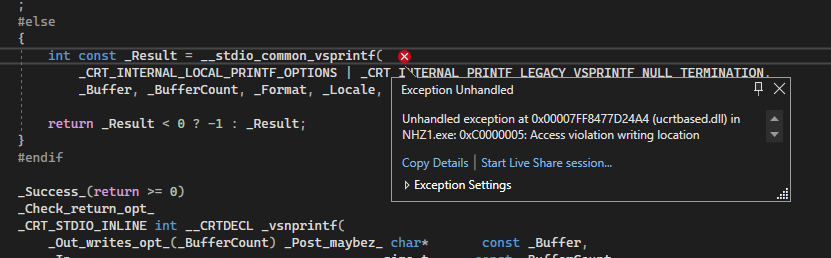 ;
#else
{
int const _Result = __stdio_common_vsprintf(
_CRT_INTERNAL_LOCAL_PRINTF_OPTIONS | _CRT_INTERNAL_PRINTF_LEGACY_VSPRINTF_NULL_TERMINATION,
_Buffer, _BufferCount, _Format, _Locale,
Exception Unhandled
Unhandled exception at 0x00007FF8477D24A4 (ucrtbased.dll) in
NHZ1.exe: 0xC0000005: Access violation writing location
Copy Details | Start Live Share session...
Exception Settings
return _Result < 0 ? -1 : _Result;
}
#endif
_Success_(return >= 0)
_Check_return_opt_
_CRT_STDIO_INLINE int __CRTDECL _vsnprintf(
_Out_writes_opt_(_BufferCount) _Post_maybez_ char* const _Buffer,